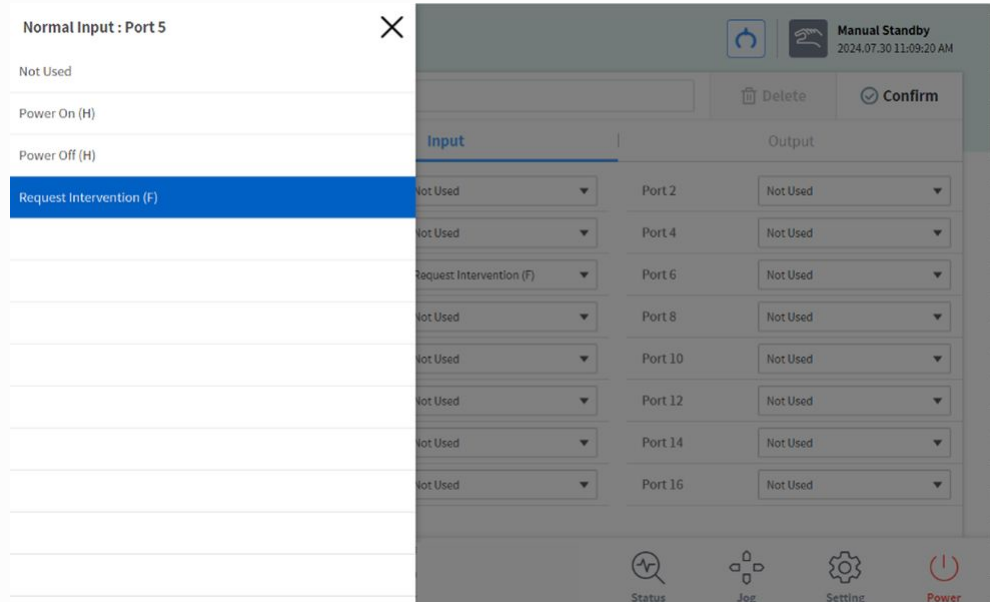 Normal Input : Port 5
Manual Standby
2024.07.30 11:09:20 AM
Not Used
Power On (H)
Power Off (H)
Request Intervention (F)
Delete
Confirm
Input
Output
Not Used
Port 2
Not Used
Not Used
Port 4
Not Used
Request Intervention (F)
Port 6
Not Used
Not Used
Port 8
Not Used
Not Used
Port 10
Not Used
Not Used
Port 12
Not Used
Not Used
Port 14
Not Used
Not Used
Port 16
Not Used
Status
Jog
Setting
Power